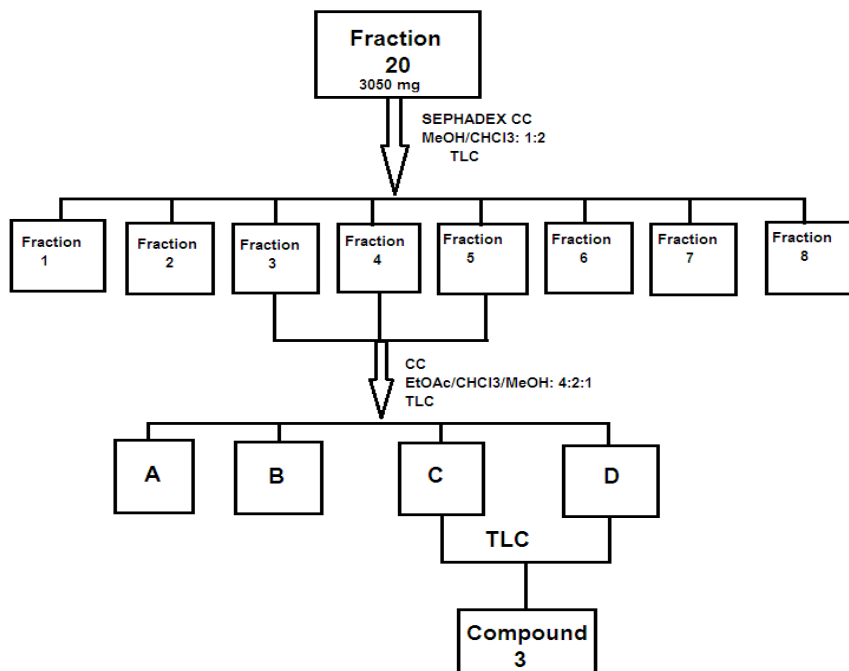 Fraction
20
3050 mg
SEPHADEX CC
MeOH/CHCl3: 1:2
TLC
Fraction
1
Fraction
2
Fraction
3
Fraction
4
Fraction
5
Fraction
6
Fraction
7
Fraction
8
CC
EtOAc/CHCl3/MeOH: 4:2:1
TLC
A
B
C
D
TLC
Compound
3